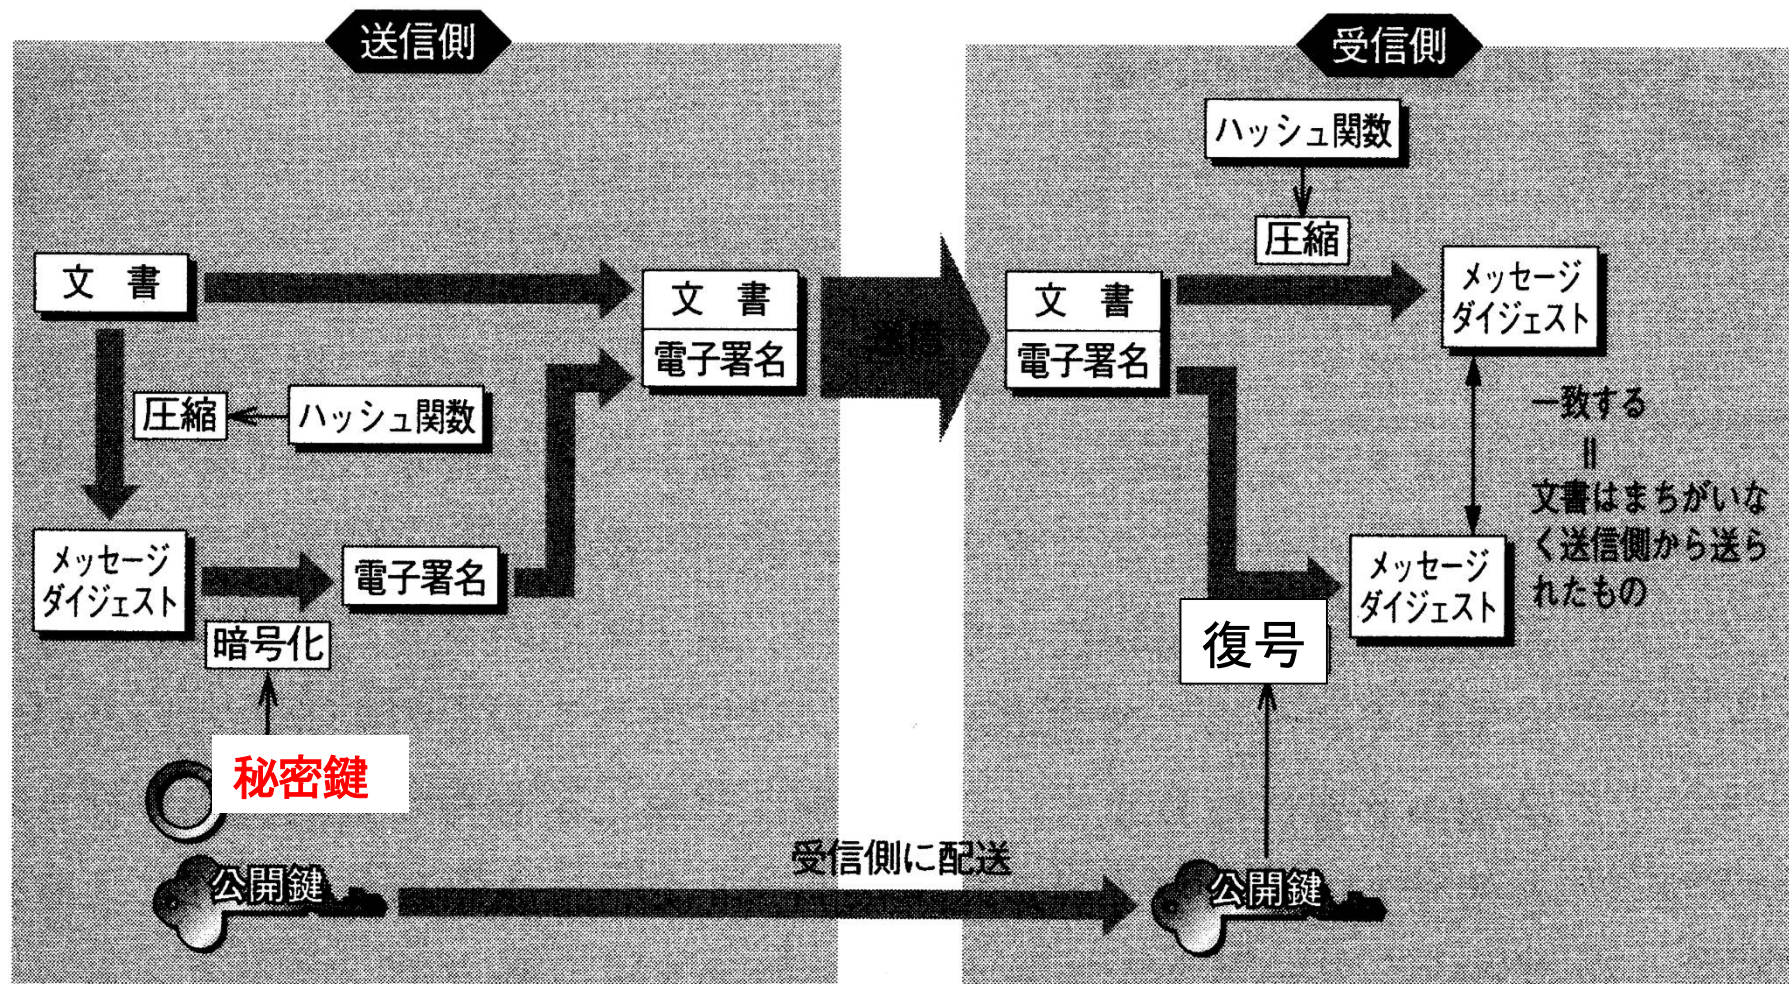 送信側
文　書
圧縮
ハッシュ関数
メッセージ
ダイジェスト
暗号化
電子署名
文　書
電子署名
秘密鍵
公開鍵
送信
受信側に配送
受信側
ハッシュ関数
圧縮
文　書
電子署名
メッセージ
ダイジェスト
一致する
＝
文書はまちがいな
く送信側から送ら
れたもの
メッセージ
ダイジェスト
復号
公開鍵